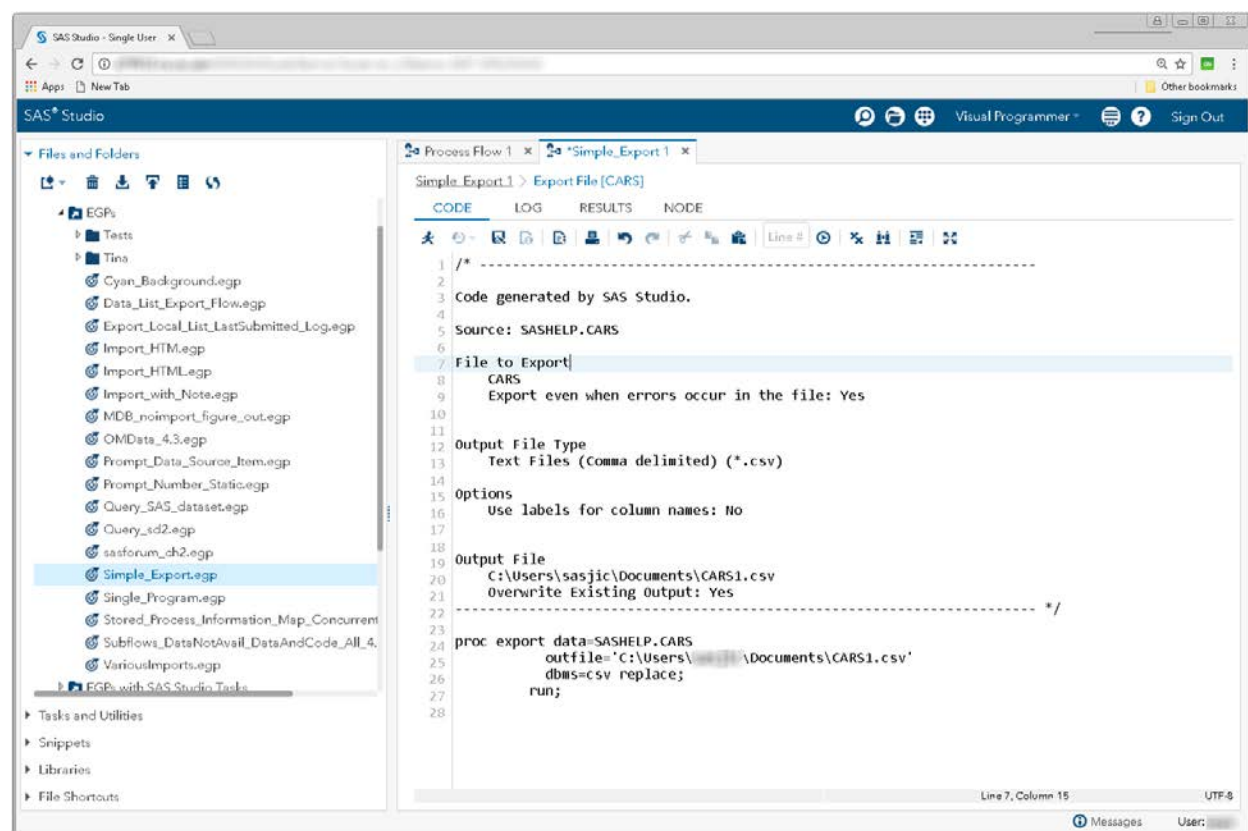 SAS Studio - Single User
Apps New Tab
Other bookmarks
SAS® Studio
Visual Programmer
Sign Out
Files and Folders
EGPs
Tests
Tina
Cyan_Background.egp
Data_List_Export_Flow.egp
Export_Local_List_LastSubmitted_Log.egp
Import_HTM.egp
Import_HTML.egp
Import_with_Note.egp
MDB_noimport_figure_out.egp
OMData_4.3.egp
Prompt_Data_Source_Item.egp
Prompt_Number_Static.egp
Query_SAS_dataset.egp
Query_sd2.egp
sasforum_ch2.egp
Simple_Export.egp
Single_Program.egp
Stored_Process_Information_Map_Concurrent
Subflows_DataNotAvail_DataAndCode_All_4.
VariousImports.egp
EGPs with SAS Studio Tasks
Tasks and Utilities
Snippets
Libraries
File Shortcuts
Process Flow 1
*Simple_Export 1
Simple_Export 1 > Export File [CARS]
CODE LOG RESULTS NODE
Line #
1 /* --------------------------------------------------------------------
2
3 Code generated by SAS Studio.
4
5 Source: SASHELP.CARS
6
7 File to Export
8 CARS
9 Export even when errors occur in the file: Yes
10
11
12 Output File Type
13 Text Files (Comma delimited) (*.csv)
14
15 Options
16 Use labels for column names: No
17
18
19 Output File
20 C:\Users\sasjic\Documents\CARS1.csv
21 Overwrite Existing Output: Yes
22 -------------------------------------------------------------------- */
23
24 proc export data=SASHELP.CARS
25 outfile='C:\Users\ \Documents\CARS1.csv'
26 dbms=csv replace;
27 run;
28
Line 7, Column 15
UTF-8
Messages
User: